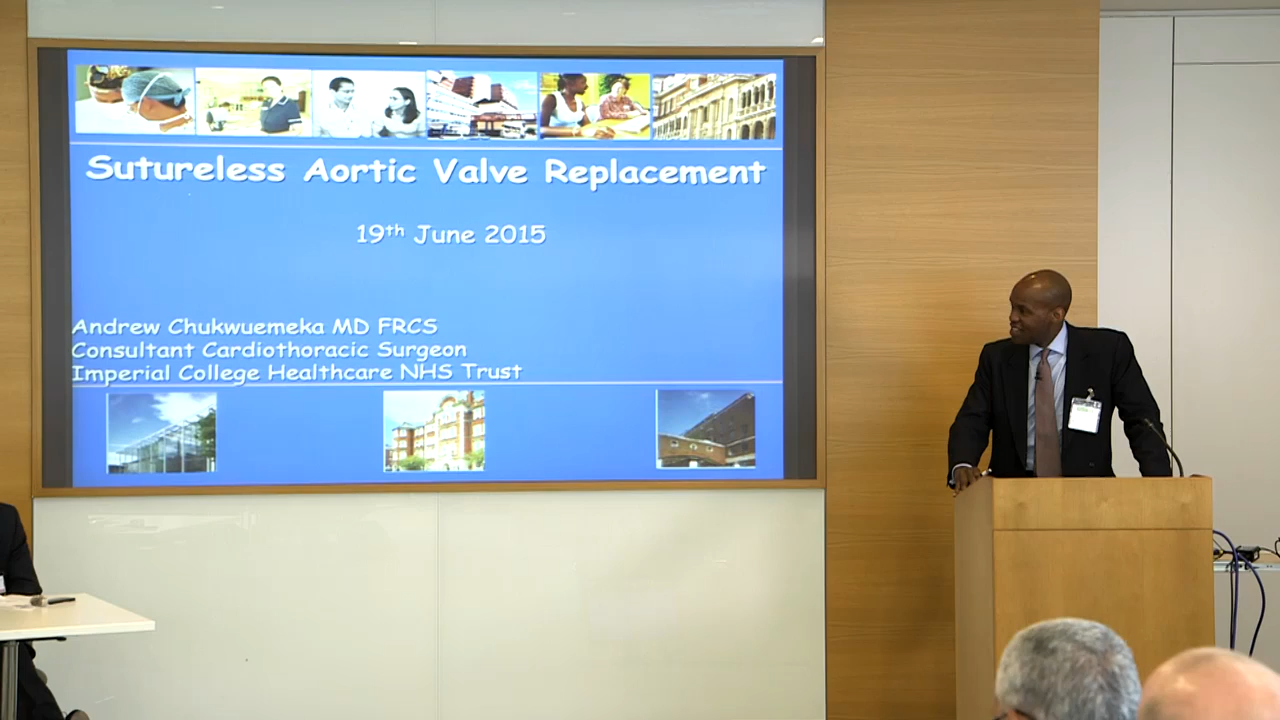 Sutureless Aortic Valve Replacement
19th June 2015
Andrew Chukwuemeka MD FRCS
Consultant Cardiothoracic Surgeon
Imperial College Healthcare NHS Trust